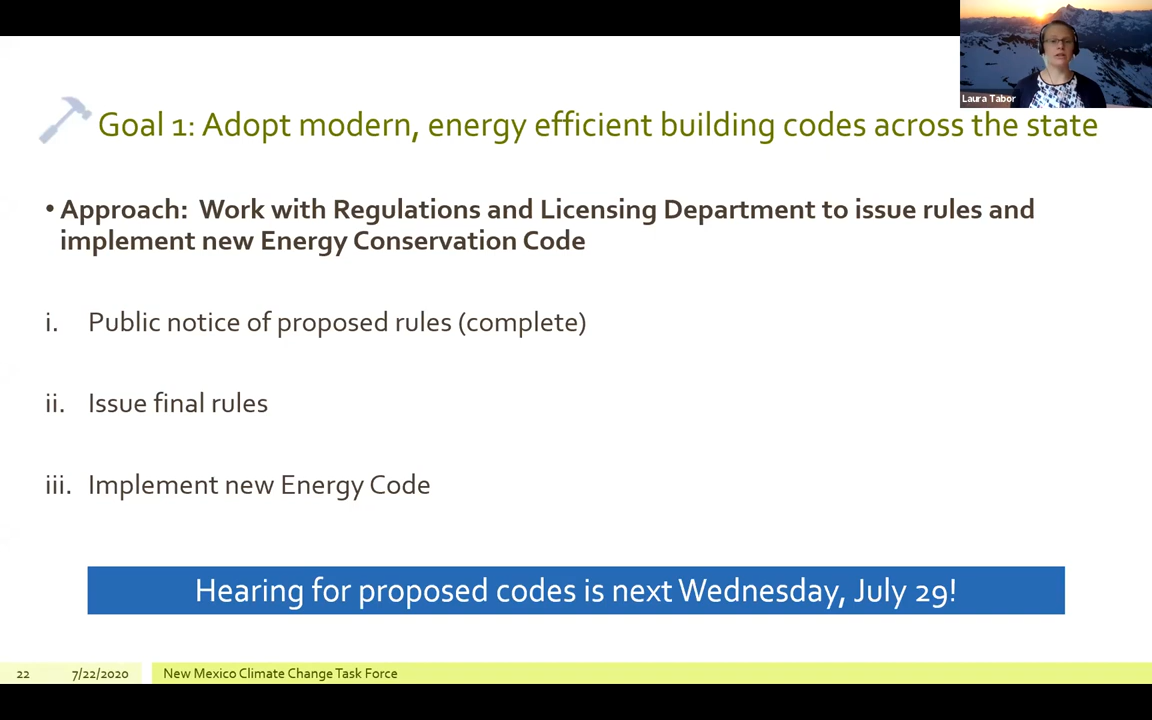 Laura Tabor
Goal 1: Adopt modern, energy efficient building codes across the state
• Approach: Work with Regulations and Licensing Department to issue rules and
implement new Energy Conservation Code
i. Public notice of proposed rules (complete)
ii. Issue final rules
iii. Implement new Energy Code
Hearing for proposed codes is next Wednesday, July 29!
22 7/22/2020 New Mexico Climate Change Task Force